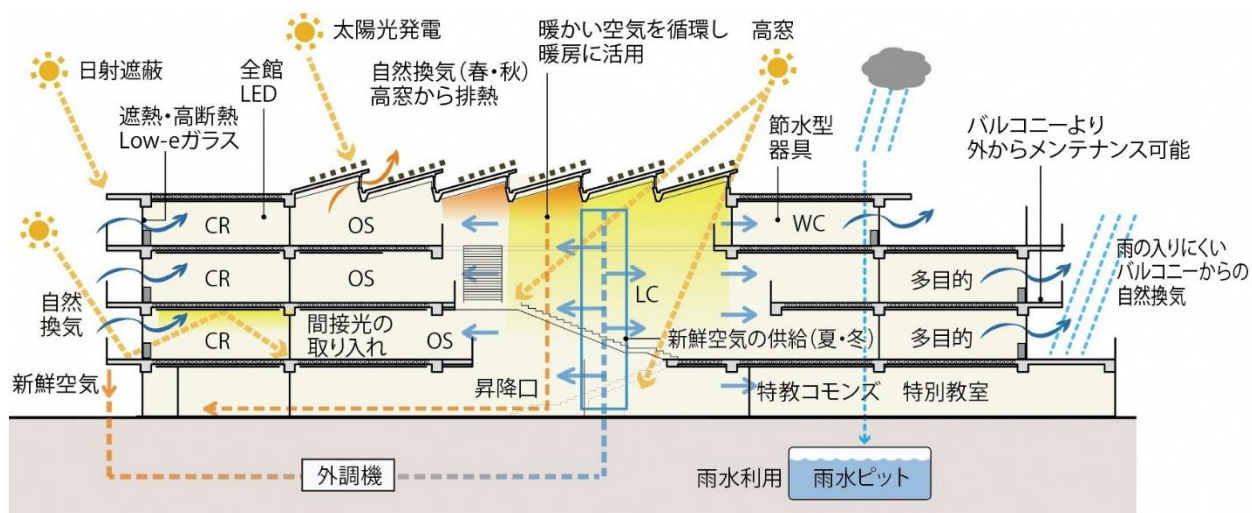 太陽光発電
暖かい空気を循環し
暖房に活用
高窓
日射遮蔽
全館
LED
自然換気(春・秋)
高窓から排熱
遮熱・高断熱
Low-eガラス
節水型
器具
バルコニーより
外からメンテナンス可能
CR
OS
WC
CR
OS
LC
多目的
雨の入りにくい
バルコニーからの
自然換気
自然
換気
CR
間接光の
取り入れ
OS
新鮮空気の供給(夏・冬)
多目的
新鮮空気
昇降口
特教コモンズ
特別教室
外調機
雨水利用
雨水ピット